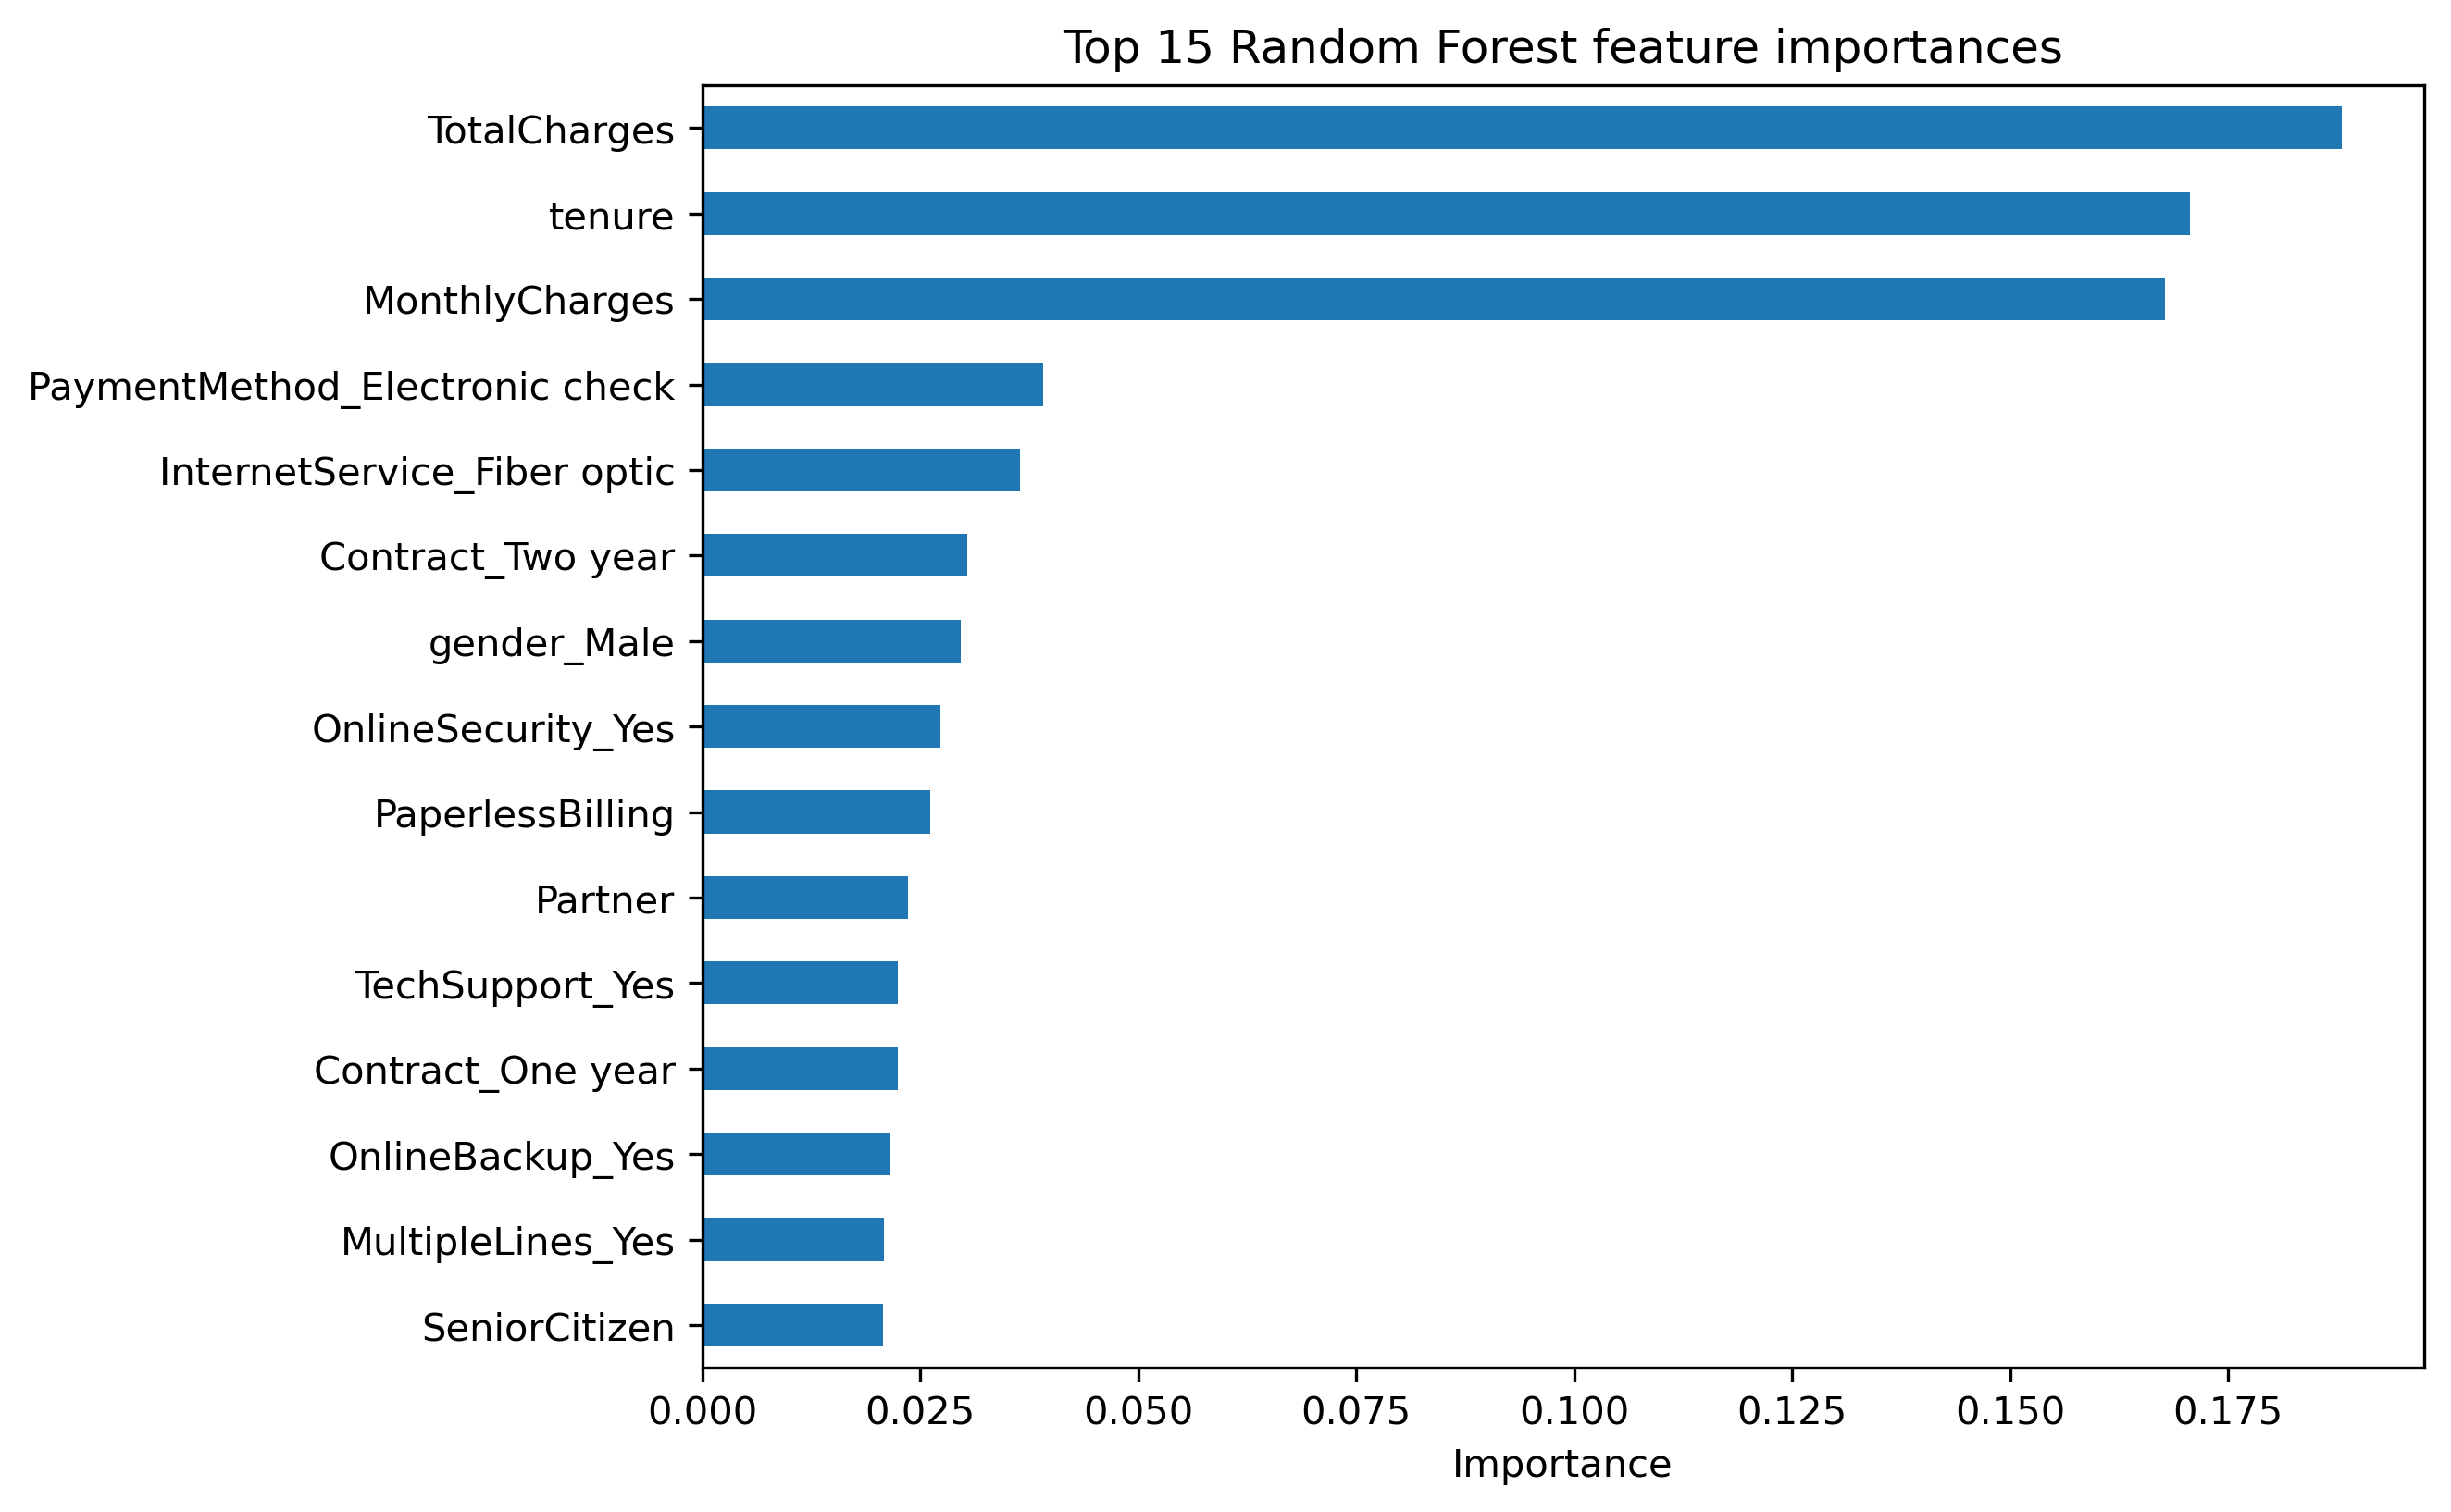 Top 15 Random Forest feature importances
TotalCharges
tenure
MonthlyCharges
PaymentMethod_Electronic check
InternetService_Fiber optic
Contract_Two year
gender_Male
OnlineSecurity_Yes
PaperlessBilling
Partner
TechSupport_Yes
Contract_One year
OnlineBackup_Yes
MultipleLines_Yes
SeniorCitizen
0.000 0.025 0.050 0.075 0.100 0.125 0.150 0.175
Importance